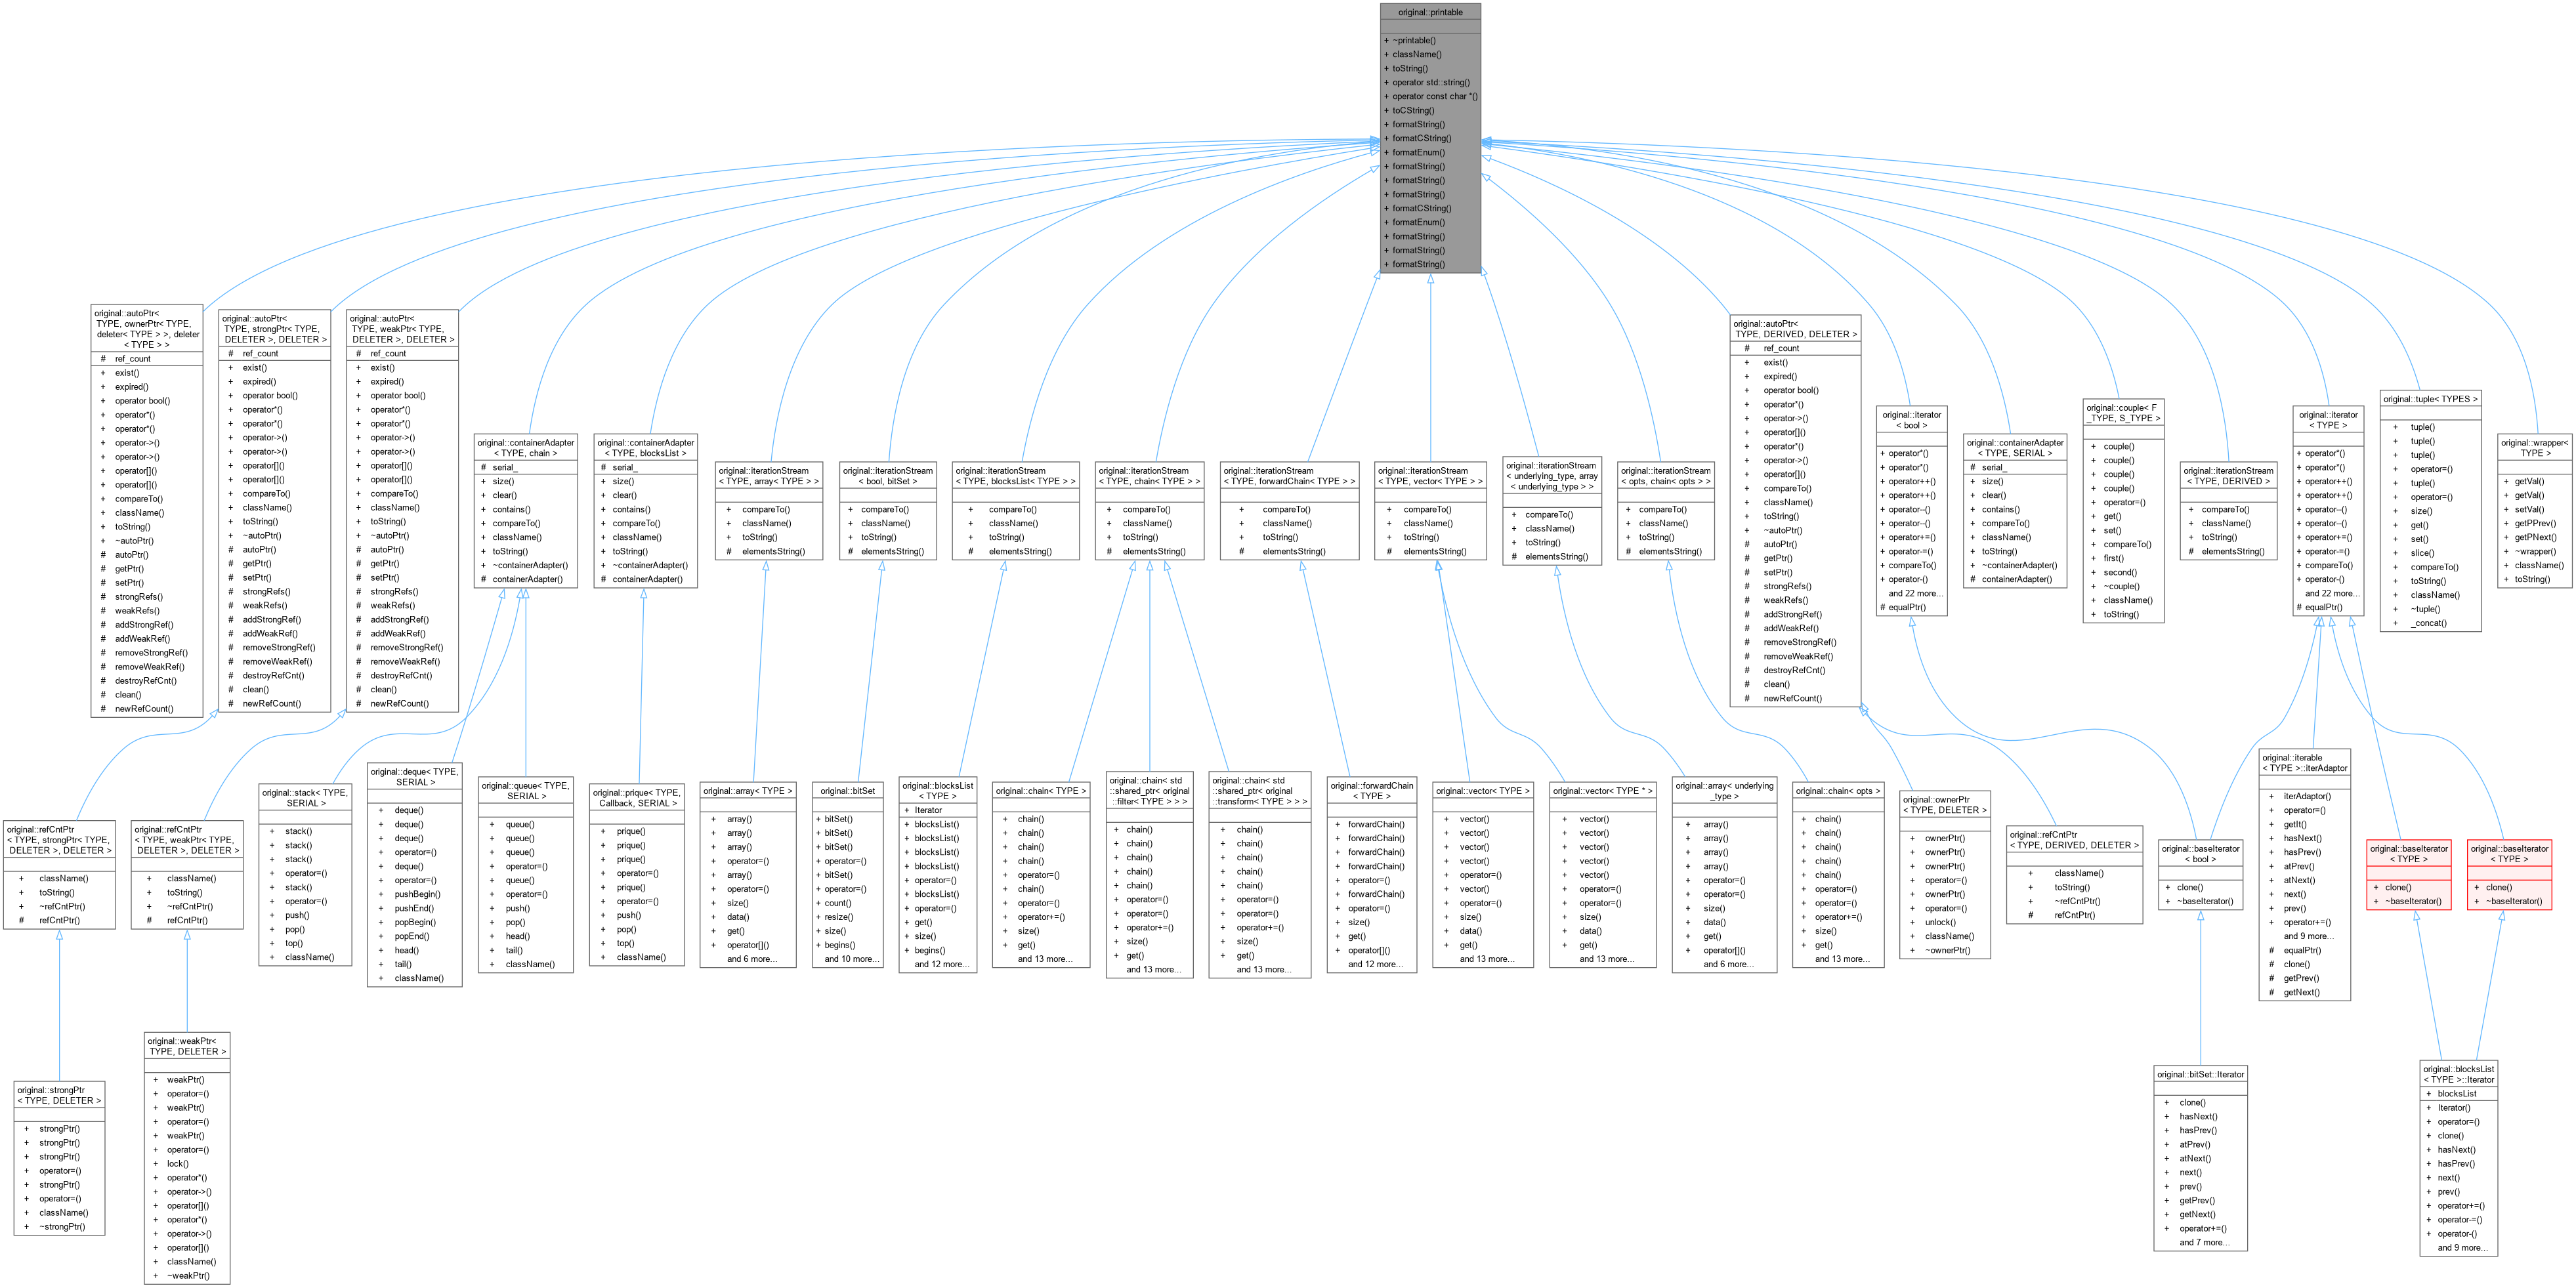 original::printable
+ ~printable()
+ className()
+ toString()
+ operator std::string()
+ operator const char *()
+ toCString()
+ formatString()
+ formatCString()
+ formatEnum()
+ formatString()
+ formatString()
+ formatString()
+ formatCString()
+ formatEnum()
+ formatString()
+ formatString()
+ formatString()
original::autoPtr<
TYPE, ownerPtr< TYPE,
deleter< TYPE > >, deleter
< TYPE > >
# ref_count
+ exist()
+ expired()
+ operator bool()
+ operator*()
+ operator*()
+ operator->()
+ operator->()
+ operator[]()
+ operator[]()
+ compareTo()
+ className()
+ toString()
+ ~autoPtr()
# autoPtr()
# getPtr()
# setPtr()
# strongRefs()
# weakRefs()
# addStrongRef()
# addWeakRef()
# removeStrongRef()
# removeWeakRef()
# destroyRefCnt()
# clean()
# newRefCount()
original::autoPtr<
TYPE, strongPtr< TYPE,
DELETER >, DELETER >
# ref_count
+ exist()
+ expired()
+ operator bool()
+ operator*()
+ operator*()
+ operator->()
+ operator->()
+ operator[]()
+ operator[]()
+ compareTo()
+ className()
+ toString()
+ ~autoPtr()
# autoPtr()
# getPtr()
# setPtr()
# strongRefs()
# weakRefs()
# addStrongRef()
# addWeakRef()
# removeStrongRef()
# removeWeakRef()
# destroyRefCnt()
# clean()
# newRefCount()
original::autoPtr<
TYPE, weakPtr< TYPE,
DELETER >, DELETER >
# ref_count
+ exist()
+ expired()
+ operator bool()
+ operator*()
+ operator*()
+ operator->()
+ operator->()
+ operator[]()
+ operator[]()
+ compareTo()
+ className()
+ toString()
+ ~autoPtr()
# autoPtr()
# getPtr()
# setPtr()
# strongRefs()
# weakRefs()
# addStrongRef()
# addWeakRef()
# removeStrongRef()
# removeWeakRef()
# destroyRefCnt()
# clean()
# newRefCount()
original::containerAdapter
< TYPE, chain >
# serial_
+ size()
+ clear()
+ contains()
+ compareTo()
+ className()
+ toString()
+ ~containerAdapter()
# containerAdapter()
original::containerAdapter
< TYPE, blocksList >
# serial_
+ size()
+ clear()
+ contains()
+ compareTo()
+ className()
+ toString()
+ ~containerAdapter()
# containerAdapter()
original::iterationStream
< TYPE, array< TYPE > >
+ compareTo()
+ className()
+ toString()
# elementsString()
original::iterationStream
< bool, bitSet >
+ compareTo()
+ className()
+ toString()
# elementsString()
original::iterationStream
< TYPE, blocksList< TYPE > >
+ compareTo()
+ className()
+ toString()
# elementsString()
original::iterationStream
< TYPE, chain< TYPE > >
+ compareTo()
+ className()
+ toString()
# elementsString()
original::iterationStream
< TYPE, forwardChain< TYPE > >
+ compareTo()
+ className()
+ toString()
# elementsString()
original::iterationStream
< TYPE, vector< TYPE > >
+ compareTo()
+ className()
+ toString()
# elementsString()
original::iterationStream
< underlying_type, array
< underlying_type > >
+ compareTo()
+ className()
+ toString()
# elementsString()
original::iterationStream
< opts, chain< opts > >
+ compareTo()
+ className()
+ toString()
# elementsString()
original::autoPtr<
TYPE, DERIVED, DELETER >
# ref_count
+ exist()
+ expired()
+ operator bool()
+ operator*()
+ operator->()
+ operator[]()
+ operator*()
+ operator->()
+ operator[]()
+ compareTo()
+ className()
+ toString()
+ ~autoPtr()
# autoPtr()
# getPtr()
# setPtr()
# strongRefs()
# weakRefs()
# addStrongRef()
# addWeakRef()
# removeStrongRef()
# removeWeakRef()
# destroyRefCnt()
# clean()
# newRefCount()
original::iterator
< bool >
+ operator*()
+ operator*()
+ operator++()
+ operator++()
+ operator--()
+ operator--()
+ operator+=()
+ operator-=()
+ compareTo()
+ operator-()
and 22 more...
# equalPtr()
original::containerAdapter
< TYPE, SERIAL >
# serial_
+ size()
+ clear()
+ contains()
+ compareTo()
+ className()
+ toString()
+ ~containerAdapter()
# containerAdapter()
original::couple< F
_TYPE, S_TYPE >
+ couple()
+ couple()
+ couple()
+ couple()
+ operator=()
+ get()
+ set()
+ compareTo()
+ first()
+ second()
+ ~couple()
+ className()
+ toString()
original::iterationStream
< TYPE, DERIVED >
+ compareTo()
+ className()
+ toString()
# elementsString()
original::iterator
< TYPE >
+ operator*()
+ operator*()
+ operator++()
+ operator++()
+ operator--()
+ operator--()
+ operator+=()
+ operator-=()
+ compareTo()
+ operator-()
and 22 more...
# equalPtr()
original::tuple< TYPES >
+ tuple()
+ tuple()
+ tuple()
+ operator=()
+ tuple()
+ operator=()
+ size()
+ get()
+ set()
+ slice()
+ compareTo()
+ toString()
+ className()
+ ~tuple()
+ _concat()
original::wrapper<
TYPE >
+ getVal()
+ getVal()
+ setVal()
+ getPPrev()
+ getPNext()
+ ~wrapper()
+ className()
+ toString()
original::refCntPtr
< TYPE, strongPtr< TYPE,
DELETER >, DELETER >
+ className()
+ toString()
+ ~refCntPtr()
# refCntPtr()
original::refCntPtr
< TYPE, weakPtr< TYPE,
DELETER >, DELETER >
+ className()
+ toString()
+ ~refCntPtr()
# refCntPtr()
original::stack< TYPE,
SERIAL >
+ stack()
+ stack()
+ stack()
+ operator=()
+ stack()
+ operator=()
+ push()
+ pop()
+ top()
+ className()
original::deque< TYPE,
SERIAL >
+ deque()
+ deque()
+ deque()
+ operator=()
+ deque()
+ operator=()
+ pushBegin()
+ pushEnd()
+ popBegin()
+ popEnd()
+ head()
+ tail()
+ className()
original::queue< TYPE,
SERIAL >
+ queue()
+ queue()
+ queue()
+ operator=()
+ queue()
+ operator=()
+ push()
+ pop()
+ head()
+ tail()
+ className()
original::prique< TYPE,
Callback, SERIAL >
+ prique()
+ prique()
+ prique()
+ operator=()
+ prique()
+ operator=()
+ push()
+ pop()
+ top()
+ className()
original::array< TYPE >
+ array()
+ array()
+ array()
+ operator=()
+ array()
+ operator=()
+ size()
+ data()
+ get()
+ operator[]()
and 6 more...
original::bitSet
+ bitSet()
+ bitSet()
+ bitSet()
+ operator=()
+ bitSet()
+ operator=()
+ count()
+ resize()
+ size()
+ begins()
and 10 more...
original::blocksList
< TYPE >
+ Iterator
+ blocksList()
+ blocksList()
+ blocksList()
+ blocksList()
+ operator=()
+ blocksList()
+ operator=()
+ get()
+ size()
+ begins()
and 12 more...
original::chain< TYPE >
+ chain()
+ chain()
+ chain()
+ chain()
+ operator=()
+ chain()
+ operator=()
+ operator+=()
+ size()
+ get()
and 13 more...
original::chain< std
::shared_ptr< original
::filter< TYPE > > >
+ chain()
+ chain()
+ chain()
+ chain()
+ chain()
+ operator=()
+ operator=()
+ operator+=()
+ size()
+ get()
and 13 more...
original::chain< std
::shared_ptr< original
::transform< TYPE > > >
+ chain()
+ chain()
+ chain()
+ chain()
+ chain()
+ operator=()
+ operator=()
+ operator+=()
+ size()
+ get()
and 13 more...
original::forwardChain
< TYPE >
+ forwardChain()
+ forwardChain()
+ forwardChain()
+ forwardChain()
+ operator=()
+ forwardChain()
+ operator=()
+ size()
+ get()
+ operator[]()
and 12 more...
original::vector< TYPE >
+ vector()
+ vector()
+ vector()
+ vector()
+ operator=()
+ vector()
+ operator=()
+ size()
+ data()
+ get()
and 13 more...
original::vector< TYPE * >
+ vector()
+ vector()
+ vector()
+ vector()
+ vector()
+ operator=()
+ operator=()
+ size()
+ data()
+ get()
and 13 more...
original::array< underlying
_type >
+ array()
+ array()
+ array()
+ array()
+ operator=()
+ operator=()
+ size()
+ data()
+ get()
+ operator[]()
and 6 more...
original::chain< opts >
+ chain()
+ chain()
+ chain()
+ chain()
+ chain()
+ operator=()
+ operator=()
+ operator+=()
+ size()
+ get()
and 13 more...
original::ownerPtr
< TYPE, DELETER >
+ ownerPtr()
+ ownerPtr()
+ ownerPtr()
+ operator=()
+ ownerPtr()
+ operator=()
+ unlock()
+ className()
+ ~ownerPtr()
original::refCntPtr
< TYPE, DERIVED, DELETER >
+ className()
+ toString()
+ ~refCntPtr()
# refCntPtr()
original::baseIterator
< bool >
+ clone()
+ ~baseIterator()
original::iterable
< TYPE >::iterAdaptor
+ iterAdaptor()
+ operator=()
+ getIt()
+ hasNext()
+ hasPrev()
+ atPrev()
+ atNext()
+ next()
+ prev()
+ operator+=()
and 9 more...
# equalPtr()
# clone()
# getPrev()
# getNext()
original::baseIterator
< TYPE >
+ clone()
+ ~baseIterator()
original::baseIterator
< TYPE >
+ clone()
+ ~baseIterator()
original::strongPtr
< TYPE, DELETER >
+ strongPtr()
+ strongPtr()
+ strongPtr()
+ operator=()
+ strongPtr()
+ operator=()
+ className()
+ ~strongPtr()
original::weakPtr<
TYPE, DELETER >
+ weakPtr()
+ operator=()
+ weakPtr()
+ operator=()
+ weakPtr()
+ operator=()
+ lock()
+ operator*()
+ operator->()
+ operator[]()
+ operator*()
+ operator->()
+ operator[]()
+ className()
+ ~weakPtr()
original::bitSet::Iterator
+ clone()
+ hasNext()
+ hasPrev()
+ atPrev()
+ atNext()
+ next()
+ prev()
+ getPrev()
+ getNext()
+ operator+=()
and 7 more...
original::blocksList
< TYPE >::Iterator
+ blocksList
+ Iterator()
+ operator=()
+ clone()
+ hasNext()
+ hasPrev()
+ next()
+ prev()
+ operator+=()
+ operator-=()
+ operator-()
and 9 more...